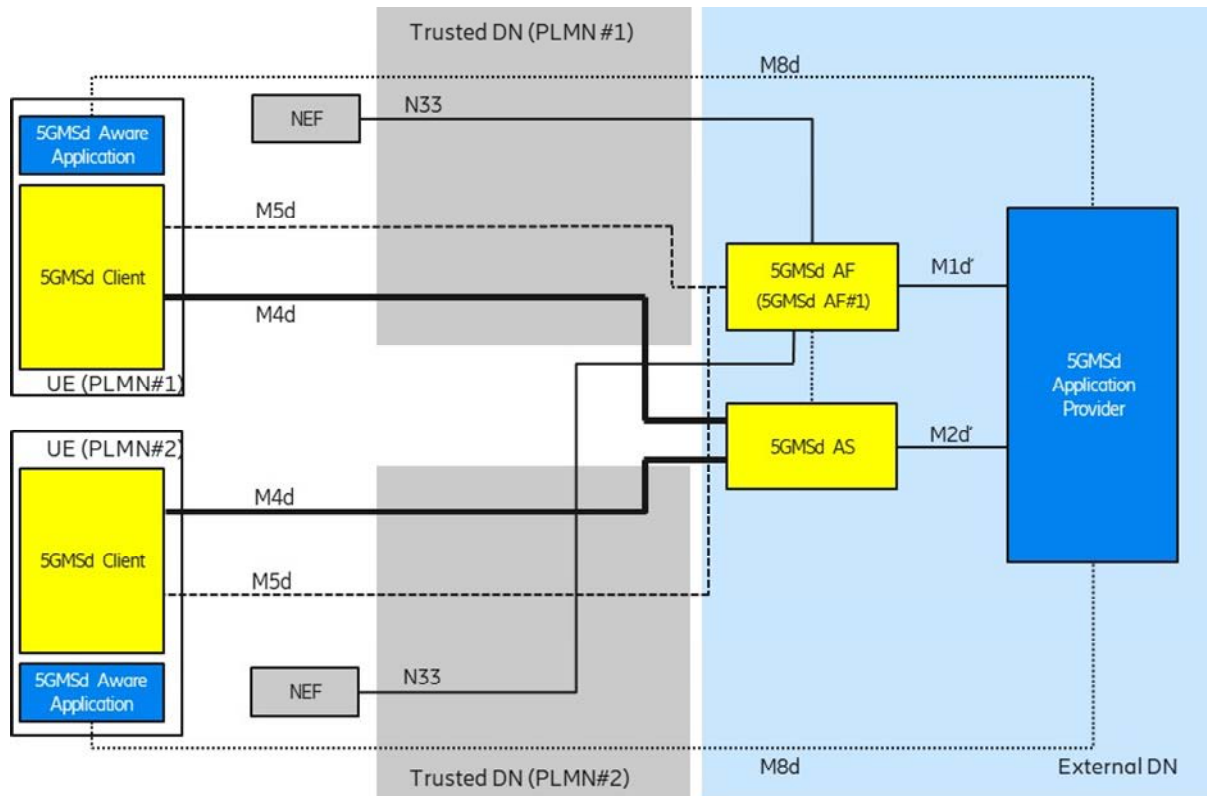 Trusted DN (PLMN #1)
M8d
5GMSd Aware
Application
NEF
N33
M5d
5GMSd Client
M4d
UE (PLMN#1)
5GMSd AF
(5GMSd AF#1)
M1d'
5GMSd
Application
Provider
5GMSd AS
M2d'
UE (PLMN#2)
M4d
5GMSd Client
M5d
5GMSd Aware
Application
NEF
N33
Trusted DN (PLMN#2)
M8d
External DN